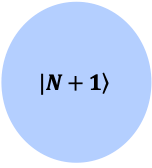 |N + 1⟩